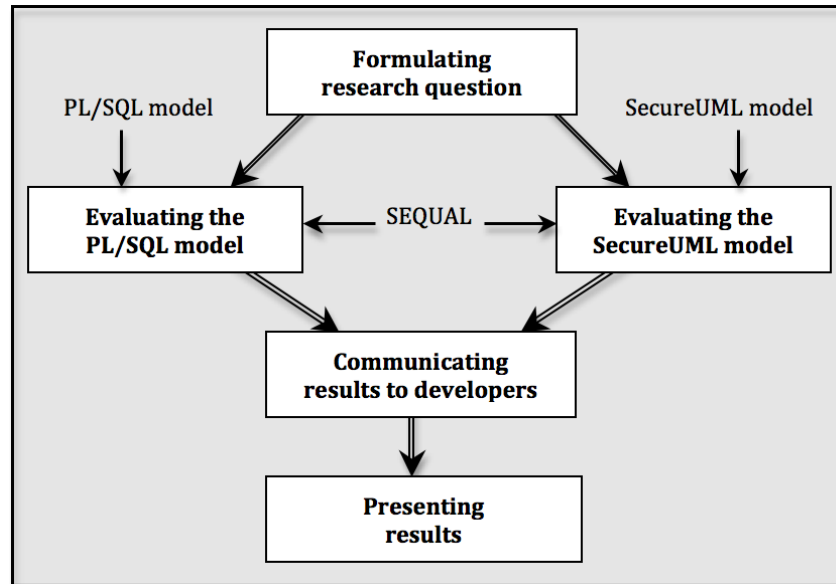 Formulating
research question
PL/SQL model
SecureUML model
Evaluating the
PL/SQL model
SEQUAL
Evaluating the
SecureUML model
Communicating
results to developers
Presenting
results